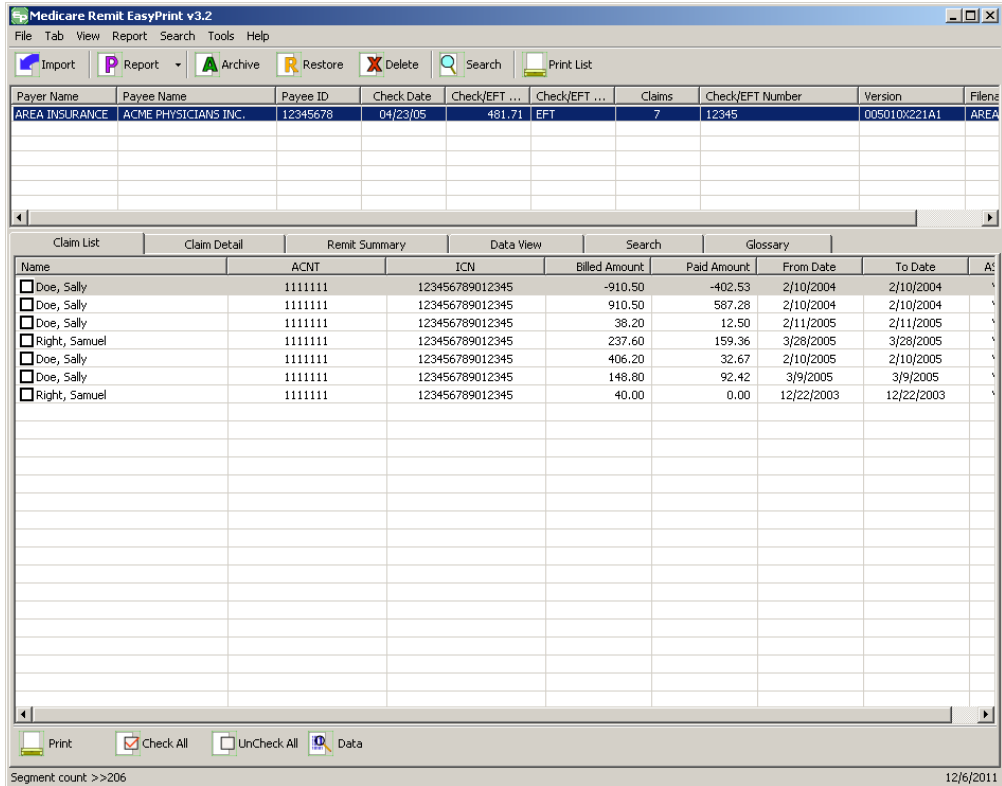 Medicare Remit EasyPrint v3.2
File Tab View Report Search Tools Help
Import Report Archive Restore Delete Search Print List
Payer Name Payee Name Payee ID Check Date Check/EFT ... Check/EFT ... Claims Check/EFT Number Version Filena
AREA INSURANCE ACME PHYSICIANS INC. 12345678 04/23/05 481.71 EFT 7 12345 005010X221A1 AREA
Claim List Claim Detail Remit Summary Data View Search Glossary
Name ACNT ICN Billed Amount Paid Amount From Date To Date AS
Doe, Sally 1111111 123456789012345 -910.50 -402.53 2/10/2004 2/10/2004
Doe, Sally 1111111 123456789012345 910.50 587.28 2/10/2004 2/10/2004
Doe, Sally 1111111 123456789012345 38.20 12.50 2/11/2005 2/11/2005
Right, Samuel 1111111 123456789012345 237.60 159.36 3/28/2005 3/28/2005
Doe, Sally 1111111 123456789012345 406.20 32.67 2/10/2005 2/10/2005
Doe, Sally 1111111 123456789012345 148.80 92.42 3/9/2005 3/9/2005
Right, Samuel 1111111 123456789012345 40.00 0.00 12/22/2003 12/22/2003
Print Check All UnCheck All Data
Segment count >>206 12/6/2011